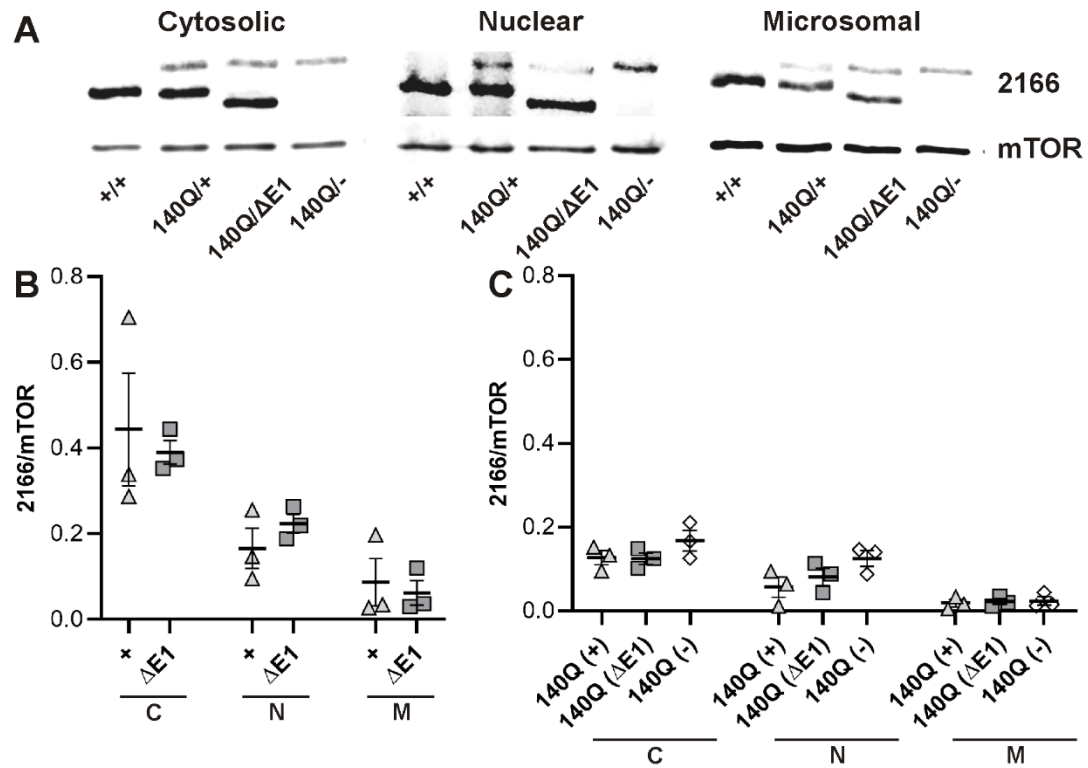 A
Cytosolic Nuclear Microsomal
2166
mTOR
+/+ 140Q/+ 140Q/ΔE1 140Q/- +/+ 140Q/+ 140Q/ΔE1 140Q/- +/+ 140Q/+ 140Q/ΔE1 140Q/-
B
2166/mTOR
0.8
0.6
0.4
0.2
0.0
+ ΔE1 + ΔE1 + ΔE1
C N M
C
2166/mTOR
0.8
0.6
0.4
0.2
0.0
140Q (+) 140Q (ΔE1) 140Q (-) 140Q (+) 140Q (ΔE1) 140Q (-) 140Q (+) 140Q (ΔE1) 140Q (-)
C N M